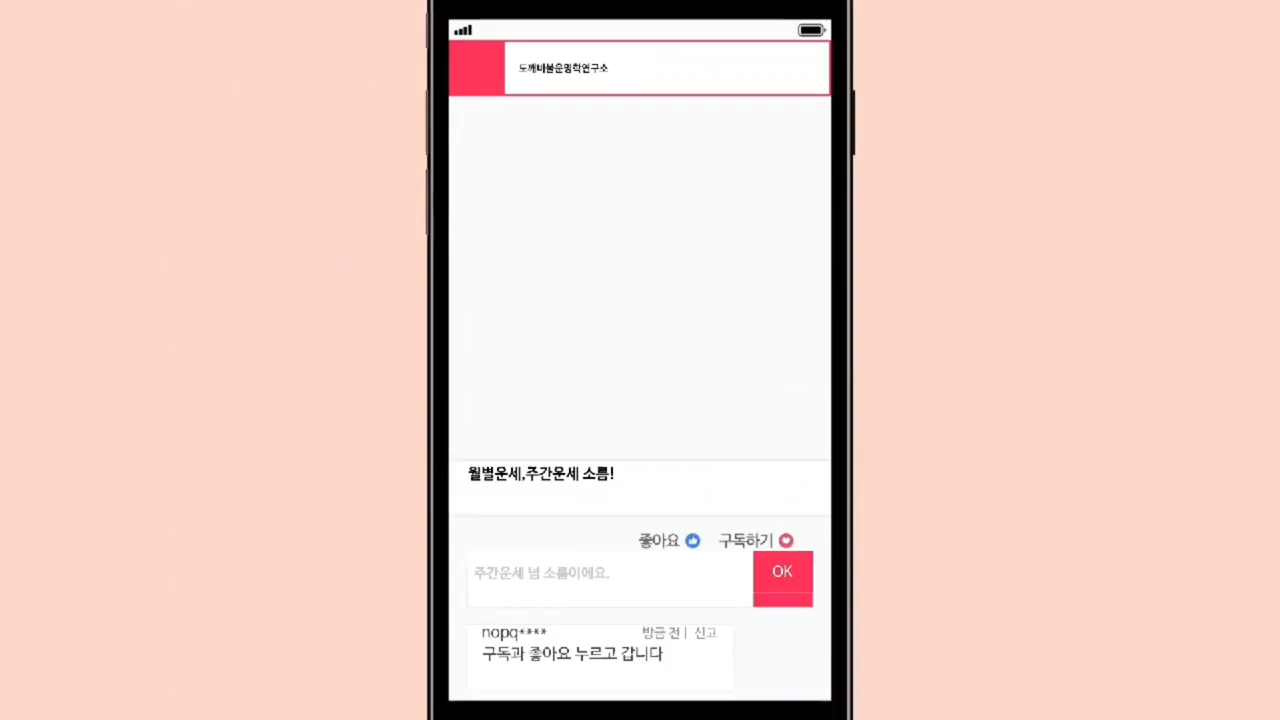 도깨비불운명학연구소
월별운세,주간운세 소름!
좋아요 구독하기
주간운세 넘 소름이에요.
OK
nopq****
방금 전 | 신고
구독과 좋아요 누르고 갑니다